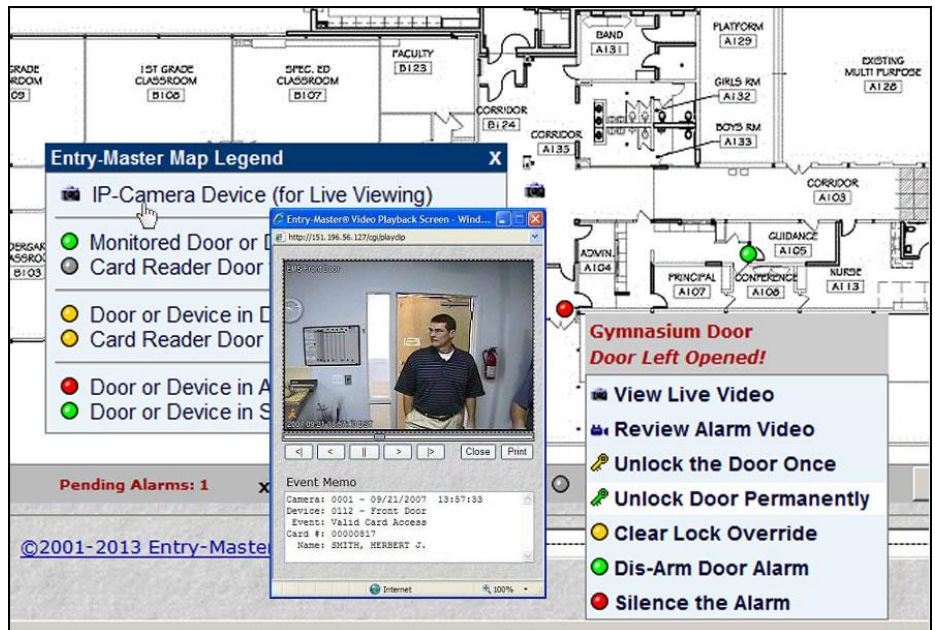 BAND
A131
PLATFORM
A129
FACULTY
B123
GRADE
ROOM
09
1ST GRADE
CLASSROOM
B108
SPEC. ED
CLASSROOM
B107
EXISTING
MULTI PURPOSE
A128
GIRLS RM
A132
CORRIDOR
B124
BOYS RM
A133
CORRIDOR
A135
Entry-Master Map Legend X
IP-Camera Device (for Live Viewing)
Monitored Door or D
Card Reader Door
Door or Device in D
Card Reader Door
Door or Device in A
Door or Device in S
B103
CORRIDOR
A103
GUIDANCE
A105
ADMIN.
A104
PRINCIPAL
A107
CONFERENCE
A108
NURSE
A113
Entry-Master® Video Playback Screen - Wind...
http://151.196.56.127/cgi/playdip
EMS Front Door
Close Print
Event Memo
Camera: 0001 - 09/21/2007 13:57:33
Device: 0112 - Front Door
Event: Valid Card Access
Card #: 00000817
Name: SMITH, HERBERT J.
Internet 100%
Gymnasium Door
Door Left Opened!
View Live Video
Review Alarm Video
Unlock the Door Once
Unlock Door Permanently
Clear Lock Override
Dis-Arm Door Alarm
Silence the Alarm
Pending Alarms: 1 X
©2001-2013 Entry-Maste